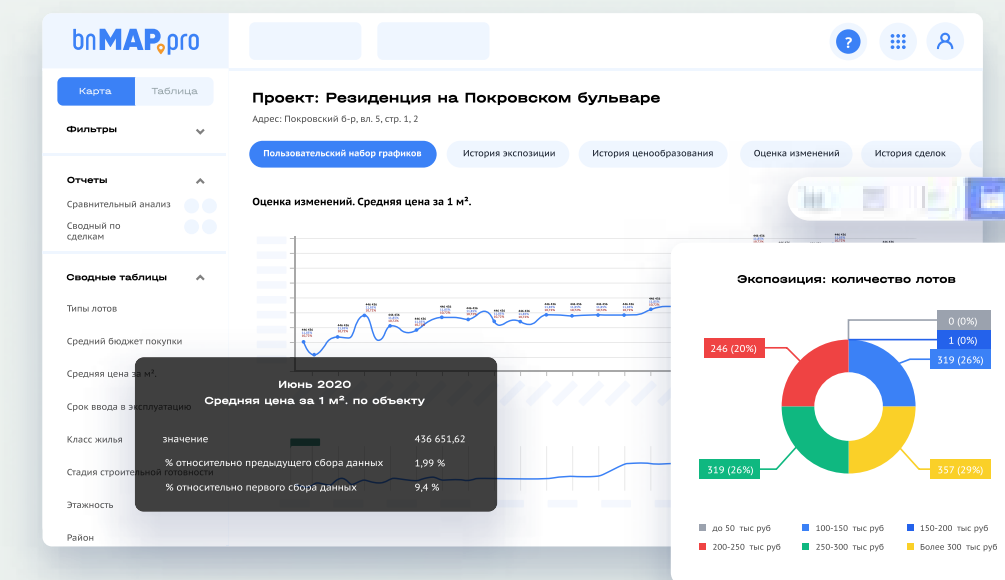 bnMAP.pro
?
Карта
Таблица
Фильтры
Отчеты
Сравнительный анализ
Сводный по
сделкам
Сводные таблицы
Типы лотов
Средний бюджет покупки
Средняя цена за м².
Срок ввода в эксплуатацию
Класс жилья
Стадия строительной готовности
Этажность
Район
Проект: Резиденция на Покровском бульваре
Адрес: Покровский б-р, вл. 5, стр. 1, 2
Пользовательский набор графиков
История экспозиции
История ценообразования
Оценка изменений
История сделок
Оценка изменений. Средняя цена за 1 м².
Июнь 2020
Средняя цена за 1 м². по объекту
значение 436 651,62
% относительно предыдущего сбора данных 1,99 %
% относительно первого сбора данных 9,4 %
Экспозиция: количество лотов
0 (0%)
1 (0%)
246 (20%)
319 (26%)
319 (26%)
357 (29%)
до 50 тыс руб
100-150 тыс руб
150-200 тыс руб
200-250 тыс руб
250-300 тыс руб
Более 300 тыс руб